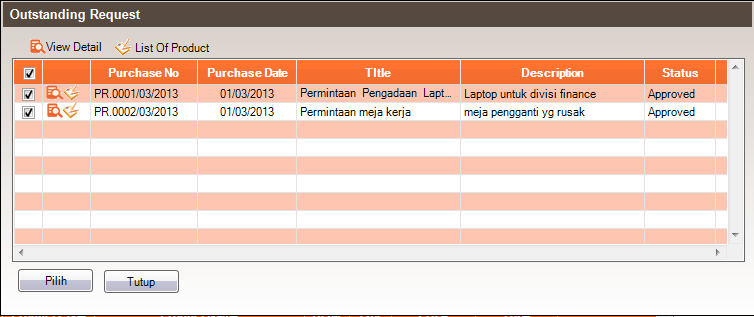 Outstanding Request
View Detail List Of Product
Purchase No Purchase Date TItle Description Status
PR.0001/03/2013 01/03/2013 Permintaan Pengadaan Lapt... Laptop untuk divisi finance Approved
PR.0002/03/2013 01/03/2013 Permintaan meja kerja meja pengganti yg rusak Approved
Pilih Tutup